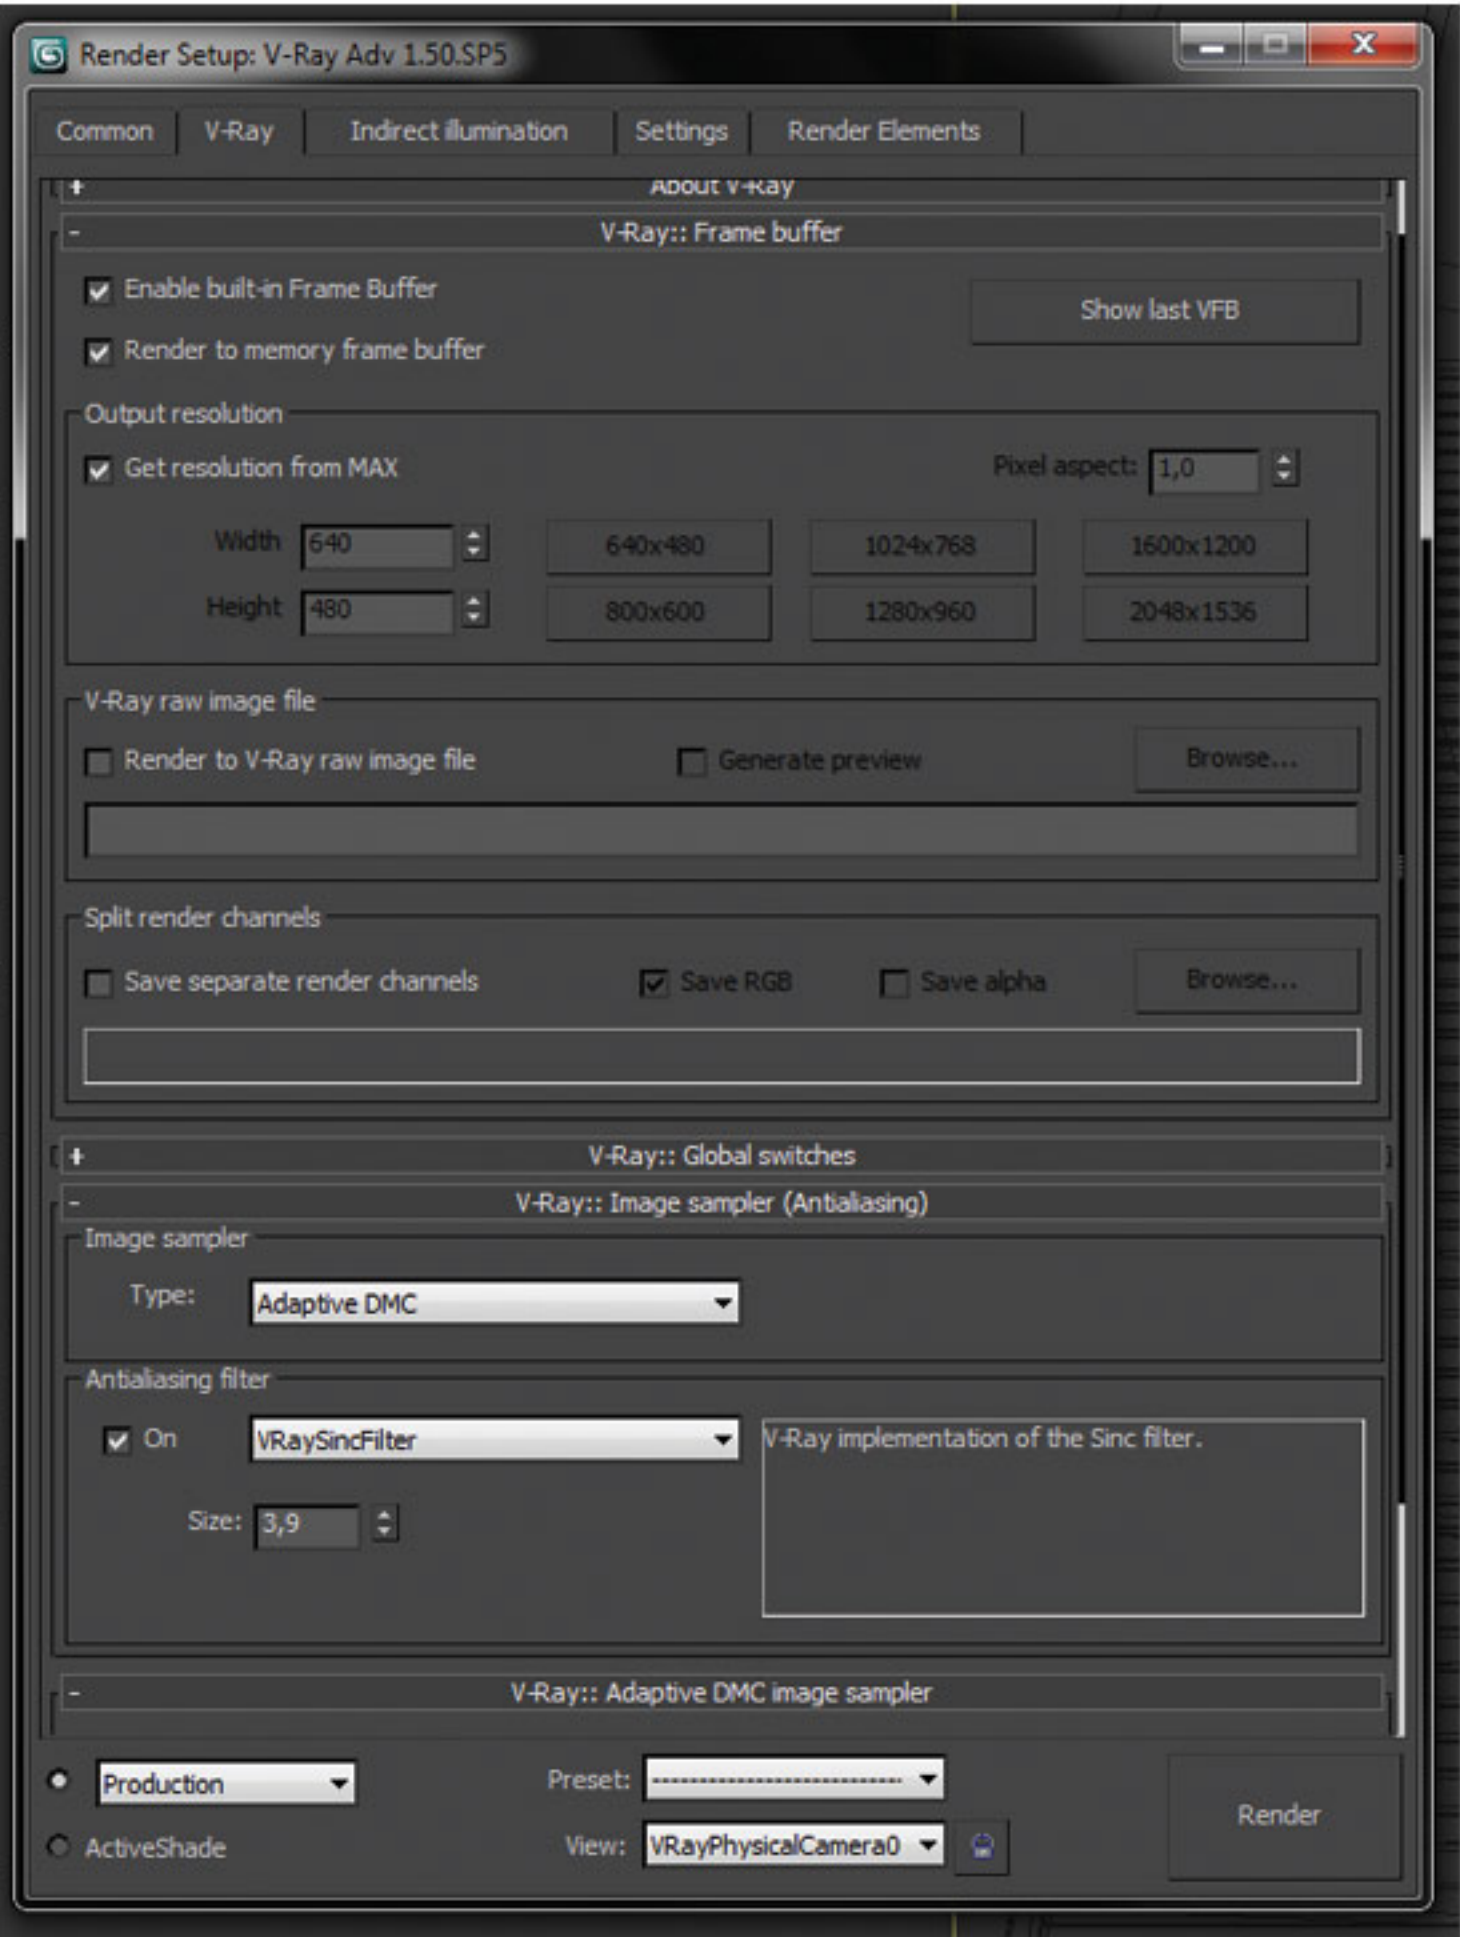 Render Setup: V-Ray Adv 1.50.SP5
Common V-Ray Indirect illumination Settings Render Elements
+ About V-Ray
- V-Ray:: Frame buffer
Enable built-in Frame Buffer
Show last VFB
Render to memory frame buffer
Output resolution
Get resolution from MAX Pixel aspect: 1,0
Width 640 640x480 1024x768 1600x1200
Height 480 800x600 1280x960 2048x1536
V-Ray raw image file
Render to V-Ray raw image file Generate preview Browse...
Split render channels
Save separate render channels Save RGB Save alpha Browse...
+ V-Ray:: Global switches
- V-Ray:: Image sampler (Antialiasing)
Image sampler
Type: Adaptive DMC
Antialiasing filter
On VRaySincFilter V-Ray implementation of the Sinc filter.
Size: 3,9
- V-Ray:: Adaptive DMC image sampler
Production Preset: -------------------------
Render
ActiveShade View: VRayPhysicalCamera0